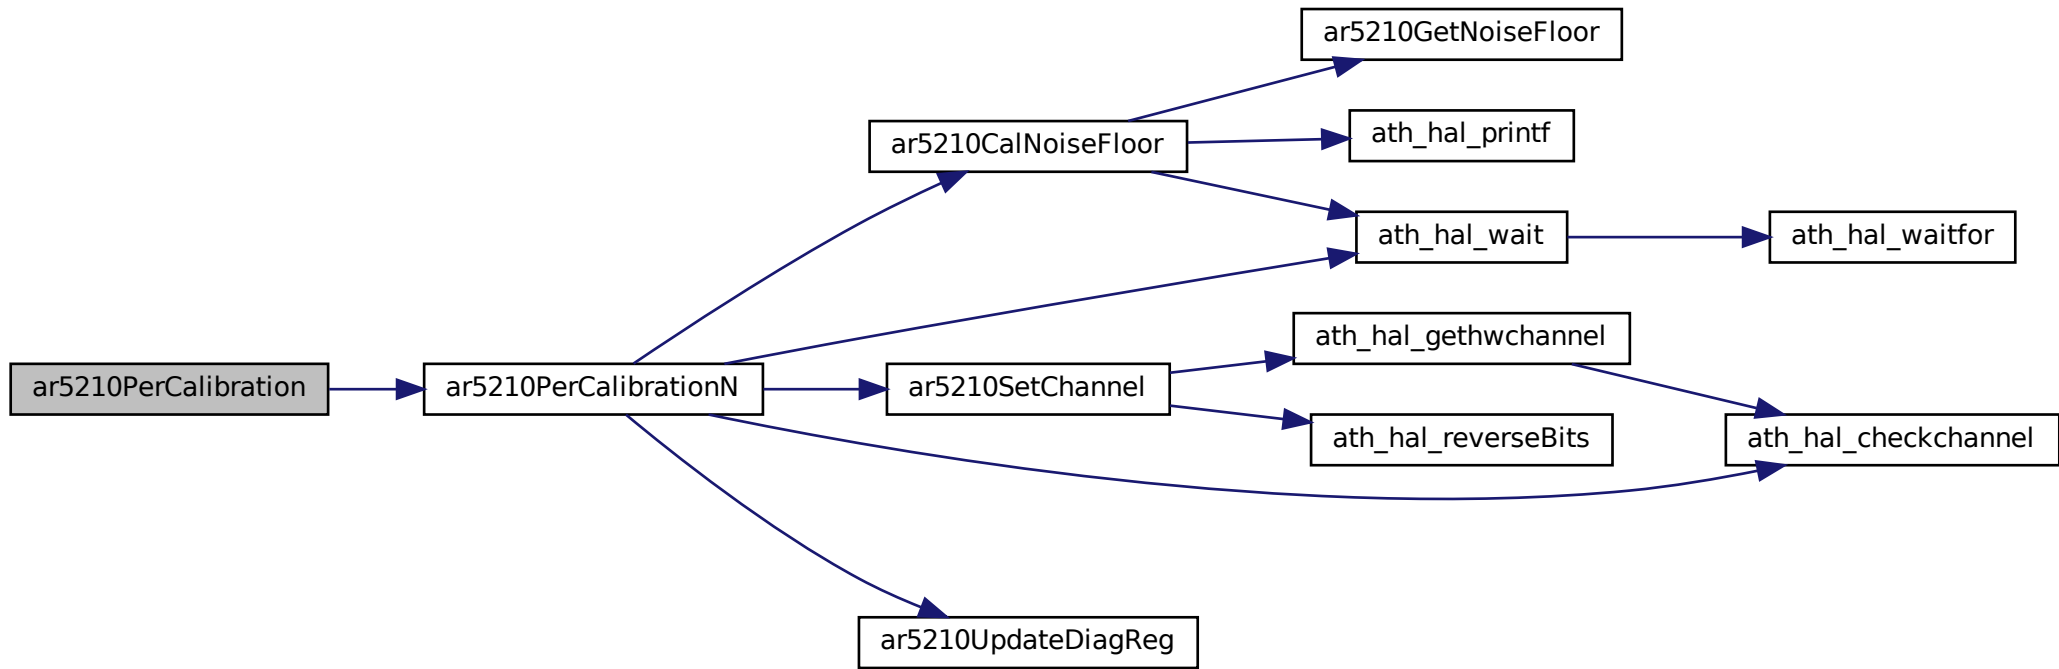 ar5210GetNoiseFloor
ath_hal_printf
ar5210CalNoiseFloor
ath_hal_wait
ath_hal_waitfor
ath_hal_gethwchannel
ar5210PerCalibration
ar5210PerCalibrationN
ar5210SetChannel
ath_hal_reverseBits
ath_hal_checkchannel
ar5210UpdateDiagReg